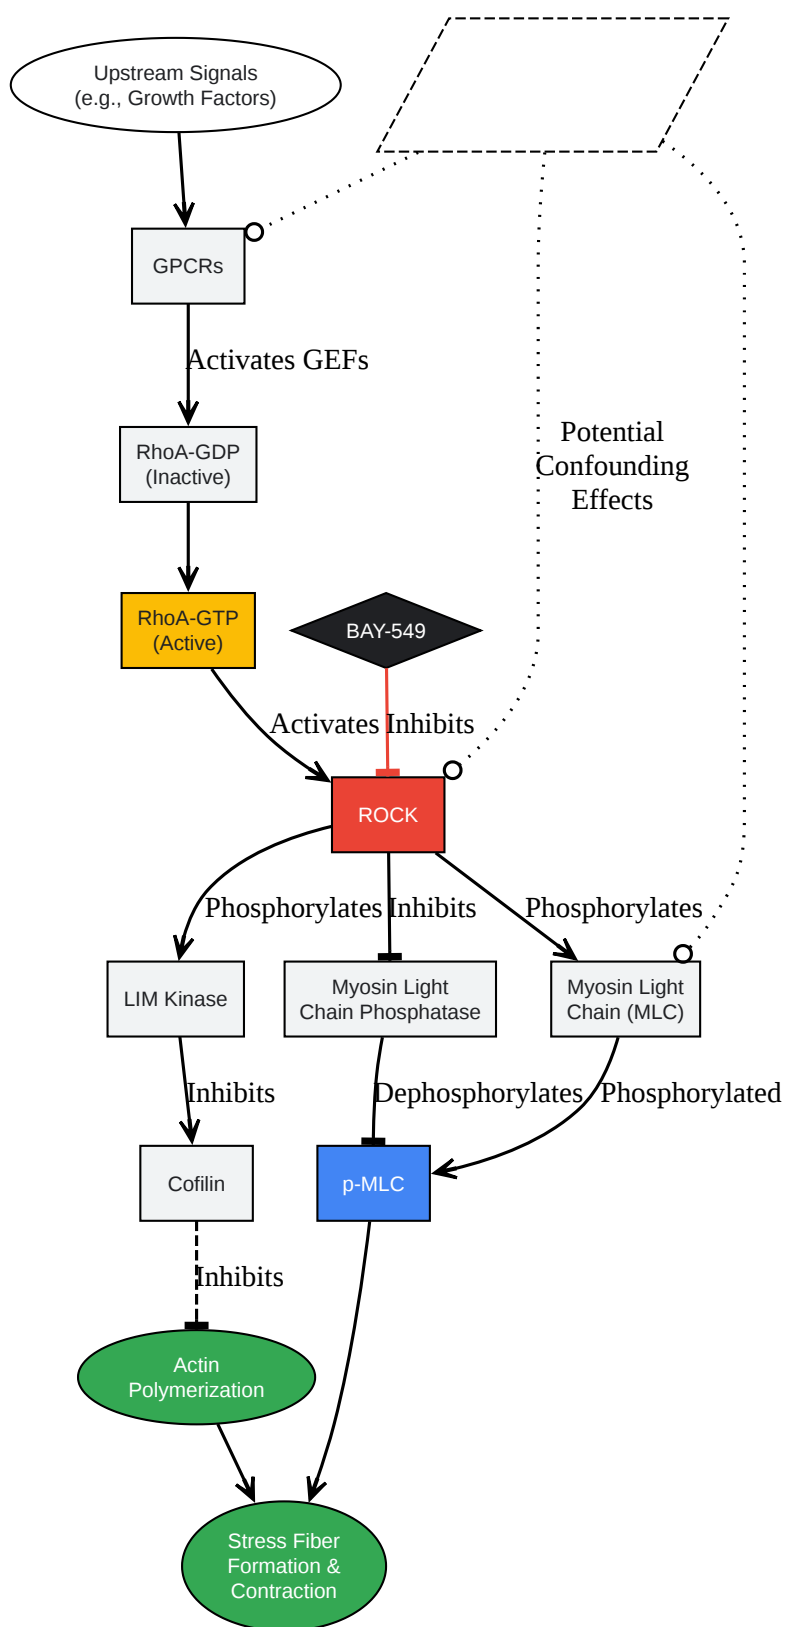 Upstream Signals
(e.g., Growth Factors)
GPCRs
Activates GEFs
RhoA-GDP
(Inactive)
Potential
Confounding
Effects
RhoA-GTP
(Active)
BAY-549
Activates
Inhibits
ROCK
Phosphorylates
Inhibits
Phosphorylates
LIM Kinase
Myosin Light
Chain Phosphatase
Myosin Light
Chain (MLC)
Inhibits
Dephosphorylates
Phosphorylated
Cofilin
p-MLC
Inhibits
Actin
Polymerization
Stress Fiber
Formation &
Contraction